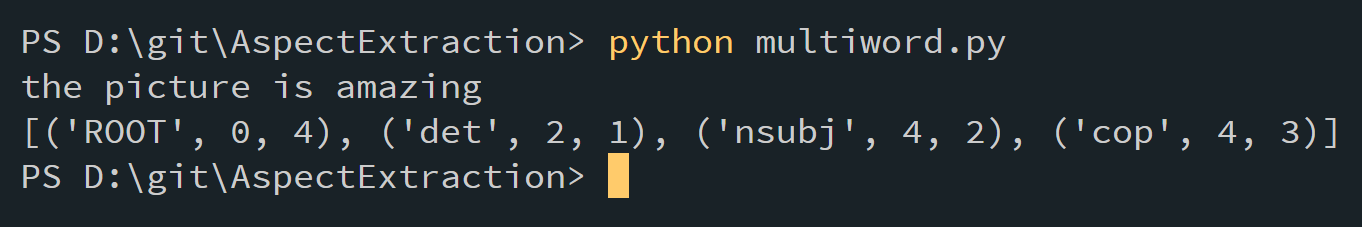 PS D:\git\AspectExtraction> python multiword.py
the picture is amazing
[('ROOT', 0, 4), ('det', 2, 1), ('nsubj', 4, 2), ('cop', 4, 3)]
PS D:\git\AspectExtraction>